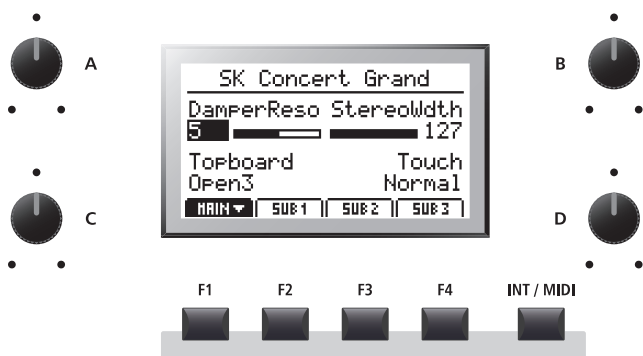 A
B
SK Concert Grand
DamperReso StereoWdth
5 127
C
D
Topboard Touch
Open3 Normal
MAIN SUB1 SUB2 SUB3
F1 F2 F3 F4 INT / MIDI